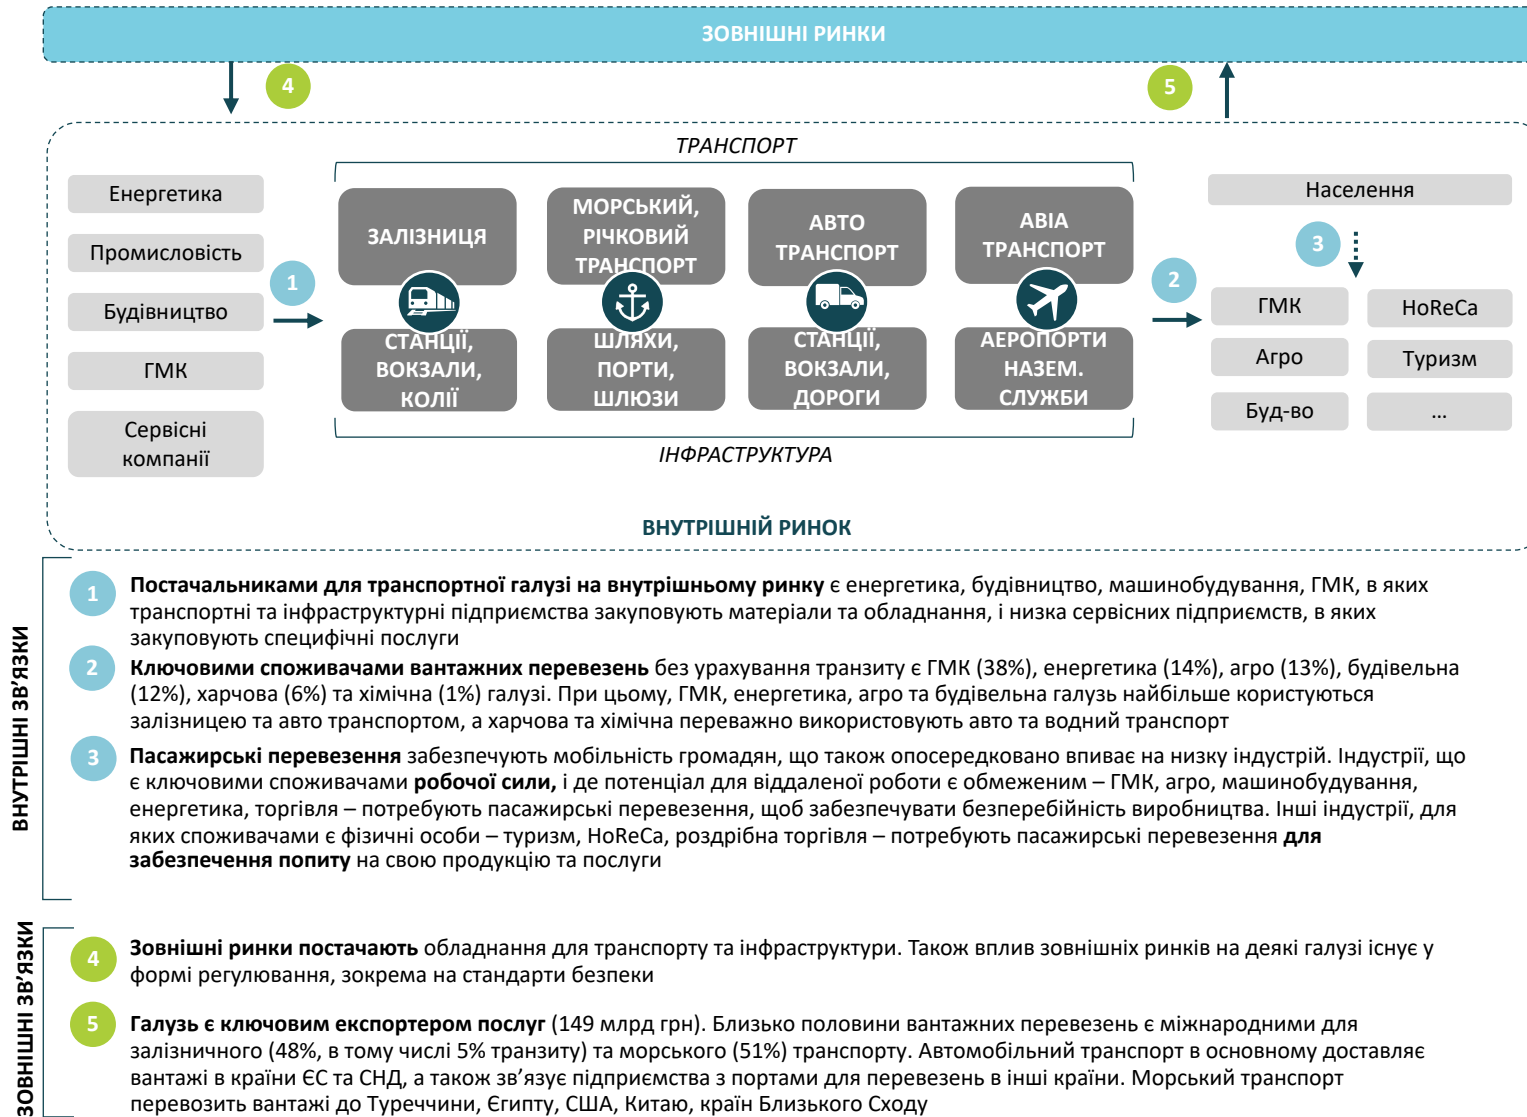 ЗОВНІШНІ РИНКИ
4
5
ТРАНСПОРТ
Енергетика
Промисловість
Будівництво
ГМК
Сервісні
компанії
1
ЗАЛІЗНИЦЯ
МОРСЬКИЙ,
РІЧКОВИЙ
ТРАНСПОРТ
АВТО
ТРАНСПОРТ
АВІА
ТРАНСПОРТ
СТАНЦІЇ,
ВОКЗАЛИ,
КОЛІЇ
ШЛЯХИ,
ПОРТИ,
ШЛЮЗИ
СТАНЦІЇ,
ВОКЗАЛИ,
ДОРОГИ
АЕРОПОРТИ
НАЗЕМ.
СЛУЖБИ
ІНФРАСТРУКТУРА
2
Населення
3
ГМК
HoReCa
Агро
Туризм
Буд-во
...
ВНУТРІШНІЙ РИНОК
ВНУТРІШНІ ЗВ’ЯЗКИ
1
Постачальниками для транспортної галузі на внутрішньому ринку є енергетика, будівництво, машинобудування, ГМК, в яких
транспортні та інфраструктурні підприємства закуповують матеріали та обладнання, і низка сервісних підприємств, в яких
закуповують специфічні послуги
2
Ключовими споживачами вантажних перевезень без урахування транзиту є ГМК (38%), енергетика (14%), агро (13%), будівельна
(12%), харчова (6%) та хімічна (1%) галузі. При цьому, ГМК, енергетика, агро та будівельна галузь найбільше користуються
залізницею та авто транспортом, а харчова та хімічна переважно використовують авто та водний транспорт
3
Пасажирські перевезення забезпечують мобільність громадян, що також опосередковано впиває на низку індустрій. Індустрії, що
є ключовими споживачами робочої сили, і де потенціал для віддаленої роботи є обмеженим – ГМК, агро, машинобудування,
енергетика, торгівля – потребують пасажирські перевезення, щоб забезпечувати безперебійність виробництва. Інші індустрії, для
яких споживачами є фізичні особи – туризм, HoReCa, роздрібна торгівля – потребують пасажирські перевезення для
забезпечення попиту на свою продукцію та послуги
ЗОВНІШНІ ЗВ’ЯЗКИ
4
Зовнішні ринки постачають обладнання для транспорту та інфраструктури. Також вплив зовнішніх ринків на деякі галузі існує у
формі регулювання, зокрема на стандарти безпеки
5
Галузь є ключовим експортером послуг (149 млрд грн). Близько половини вантажних перевезень є міжнародними для
залізничного (48%, в тому числі 5% транзиту) та морського (51%) транспорту. Автомобільний транспорт в основному доставляє
вантажі в країни ЄС та СНД, а також зв’язує підприємства з портами для перевезень в інші країни. Морський транспорт
перевозить вантажі до Туреччини, Єгипту, США, Китаю, країн Близького Сходу